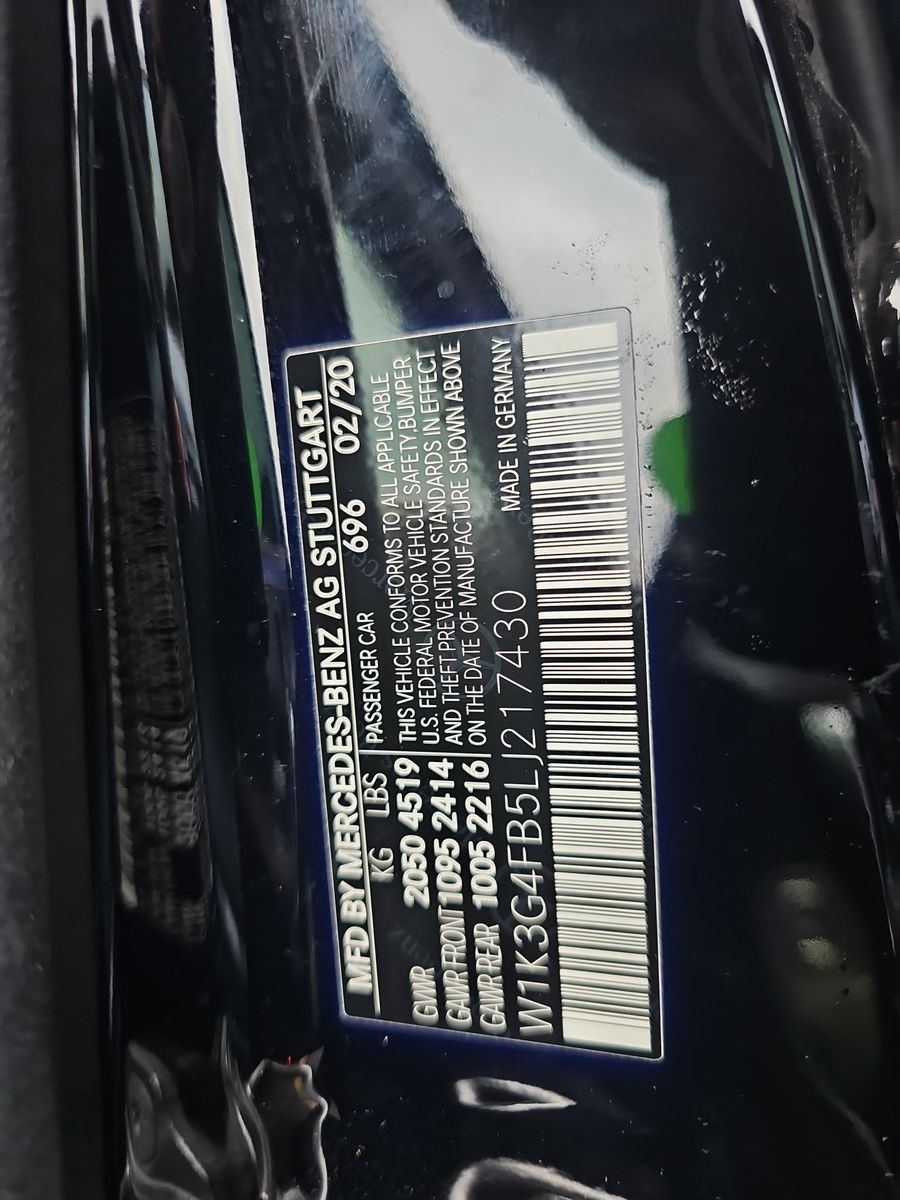 MFD BY MERCEDES-BENZ AG STUTTGART
KG LBS PASSENGER CAR 696 02/20
GVWR 2050 4519 THIS VEHICLE CONFORMS TO ALL APPLICABLE
U.S. FEDERAL MOTOR VEHICLE SAFETY BUMPER
GAWR FRONT 1095 2414 AND THEFT PREVENTION STANDARDS IN EFFECT
GAWR REAR 1005 2216 ON THE DATE OF MANUFACTURE SHOWN ABOVE
W1K3G4FB5LJ217430 MADE IN GERMANY